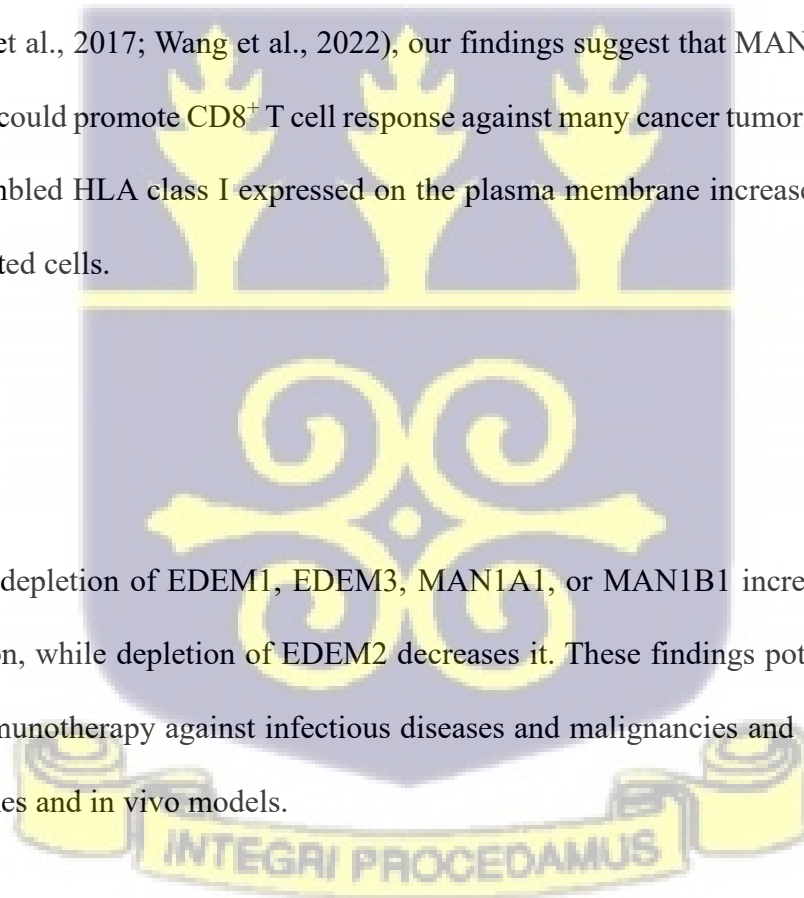 et al., 2017; Wang et al., 2022), our findings suggest that MAN
could promote CD8⁺ T cell response against many cancer tumor
mbled HLA class I expressed on the plasma membrane increase
ted cells.
depletion of EDEM1, EDEM3, MAN1A1, or MAN1B1 incre
on, while depletion of EDEM2 decreases it. These findings pot
munotherapy against infectious diseases and malignancies and
es and in vivo models.
INTEGRI PROCEDAMUS